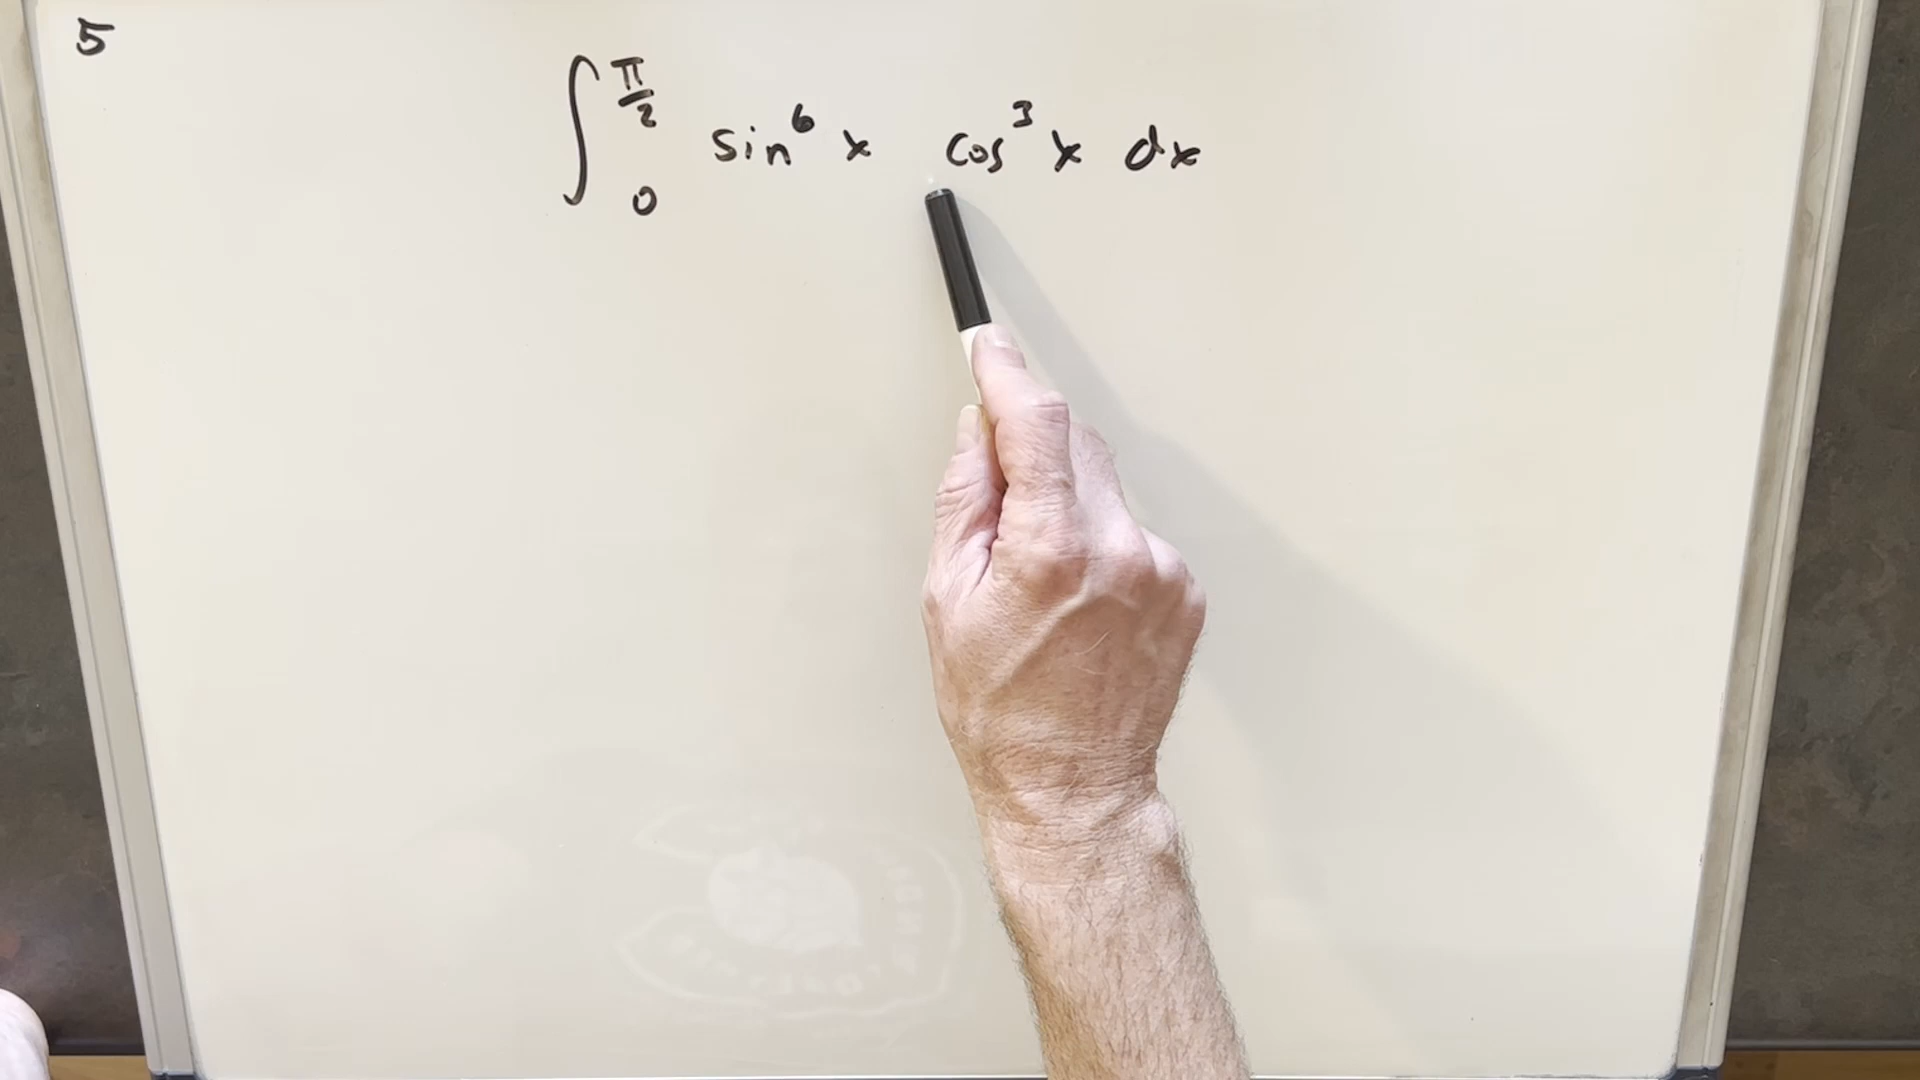 5
∫₀^{π/2} sin⁶ x cos³ x dx